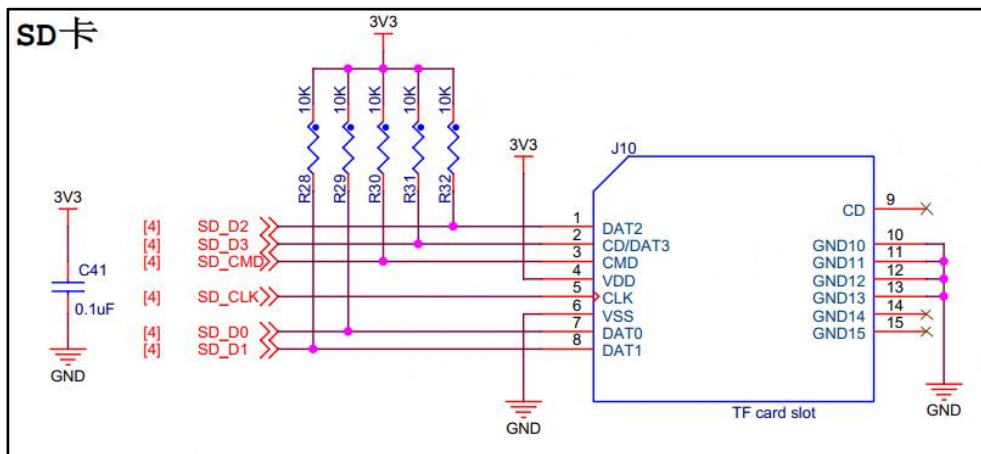 SD卡
3V3
10K 10K 10K 10K 10K
R28 R29 R30 R31 R32
3V3
J10
3V3
C41
0.1uF
GND
[4] SD_D2 1 DAT2
[4] SD_D3 2 CD/DAT3
[4] SD_CMD 3 CMD
4 VDD
[4] SD_CLK 5 CLK
6 VSS
[4] SD_D0 7 DAT0
[4] SD_D1 8 DAT1
CD 9
GND10 10
GND11 11
GND12 12
GND13 13
GND14 14
GND15 15
GND
TF card slot
GND